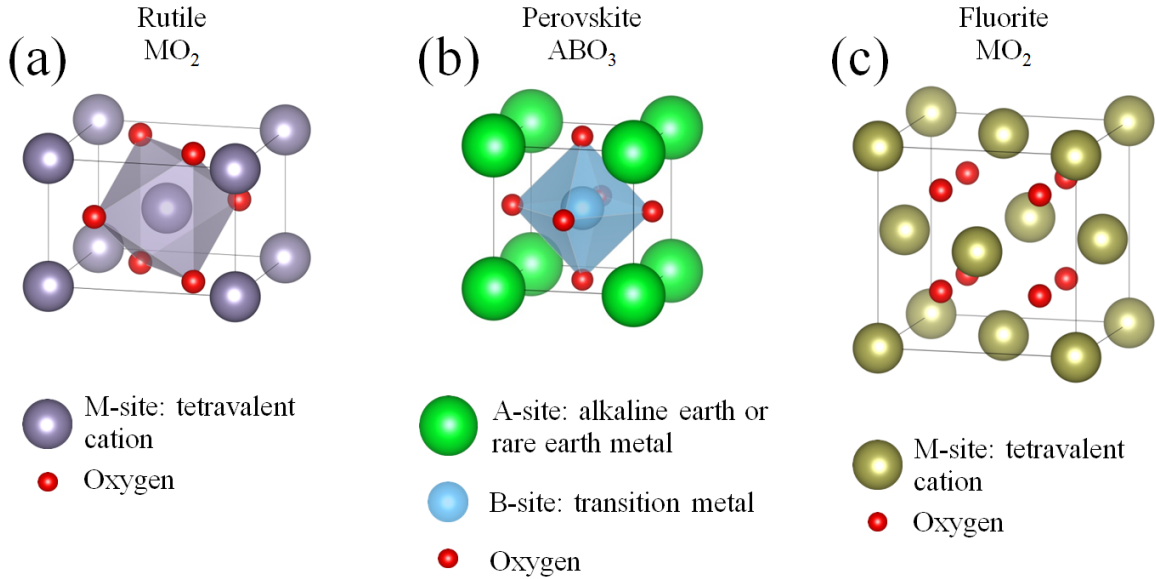 Rutile
MO₂
(a)
Perovskite
ABO₃
(b)
Fluorite
MO₂
(c)
M-site: tetravalent
cation
Oxygen
A-site: alkaline earth or
rare earth metal
B-site: transition metal
Oxygen
M-site: tetravalent
cation
Oxygen